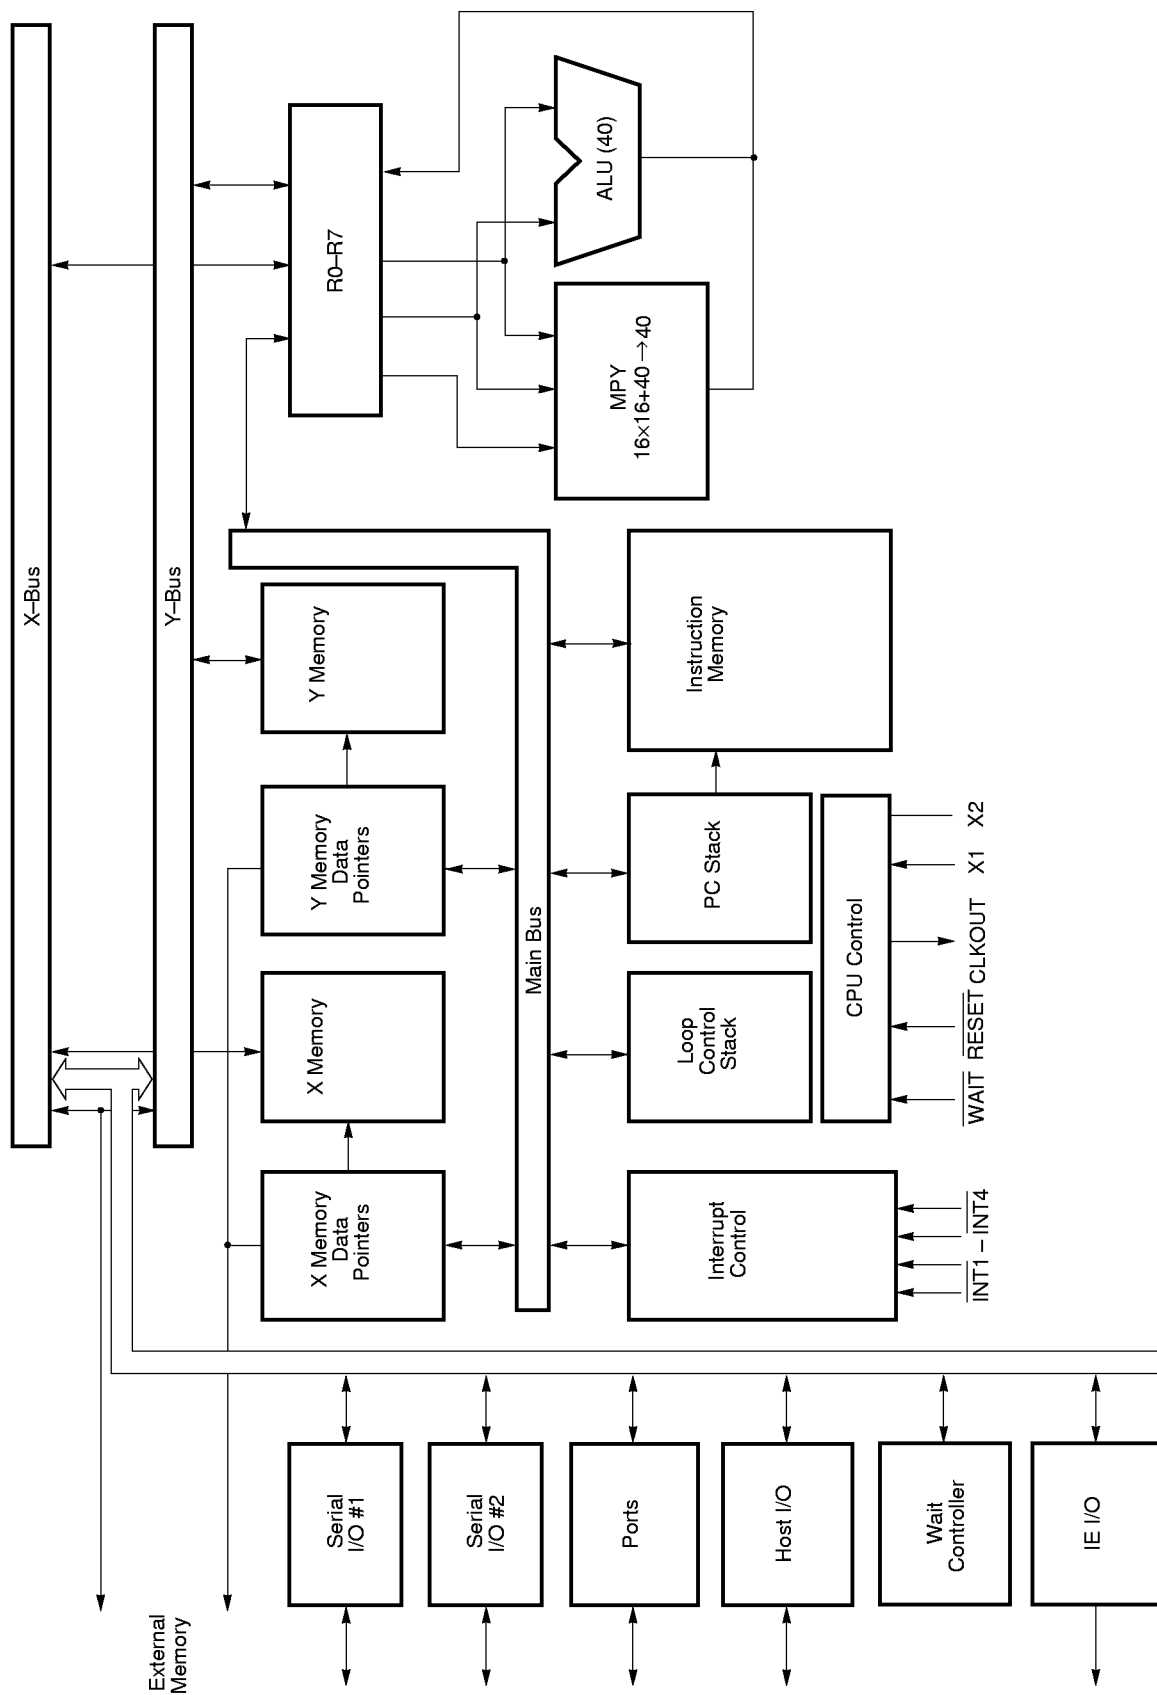 X–Bus
Y–Bus
External
Memory
Serial
I/O #1
Serial
I/O #2
Ports
Host I/O
Wait
Controller
IE I/O
X Memory
Data
Pointers
X Memory
Y Memory
Data
Pointers
Y Memory
R0–R7
ALU (40)
MPY
16×16+40 →40
Main Bus
Interrupt
Control
Loop
Control
Stack
PC Stack
Instruction
Memory
CPU Control
INT1 – INT4
WAIT
RESET
CLKOUT
X1
X2